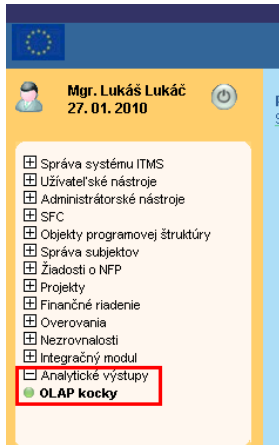 Mgr. Lukáš Lukáč
27. 01. 2010
Správa systému ITMS
Užívateľské nástroje
Administrátorské nástroje
SFC
Objekty programovej štruktúry
Správa subjektov
Žiadosti o NFP
Projekty
Finančné riadenie
Overovania
Nezrovnalosti
Integračný modul
Analytické výstupy
OLAP kocky